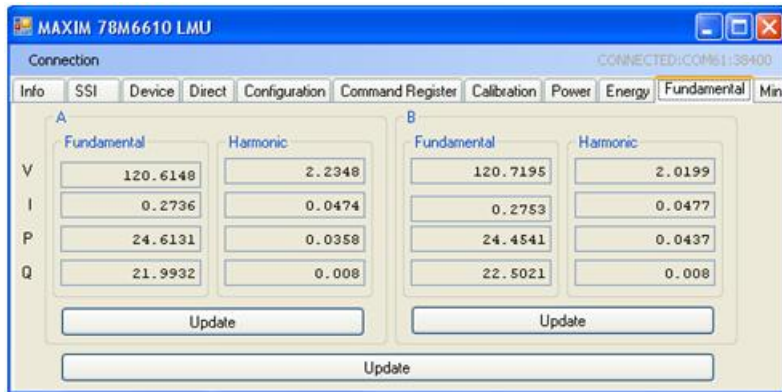 MAXIM 78M6610 LMU
Connection CONNECTED:COM61:38400
Info SSI Device Direct Configuration Command Register Calibration Power Energy Fundamental Min
A B
Fundamental Harmonic Fundamental Harmonic
V 120.6148 2.2348 120.7195 2.0199
I 0.2736 0.0474 0.2753 0.0477
P 24.6131 0.0358 24.4541 0.0437
Q 21.9932 0.008 22.5021 0.008
Update Update
Update